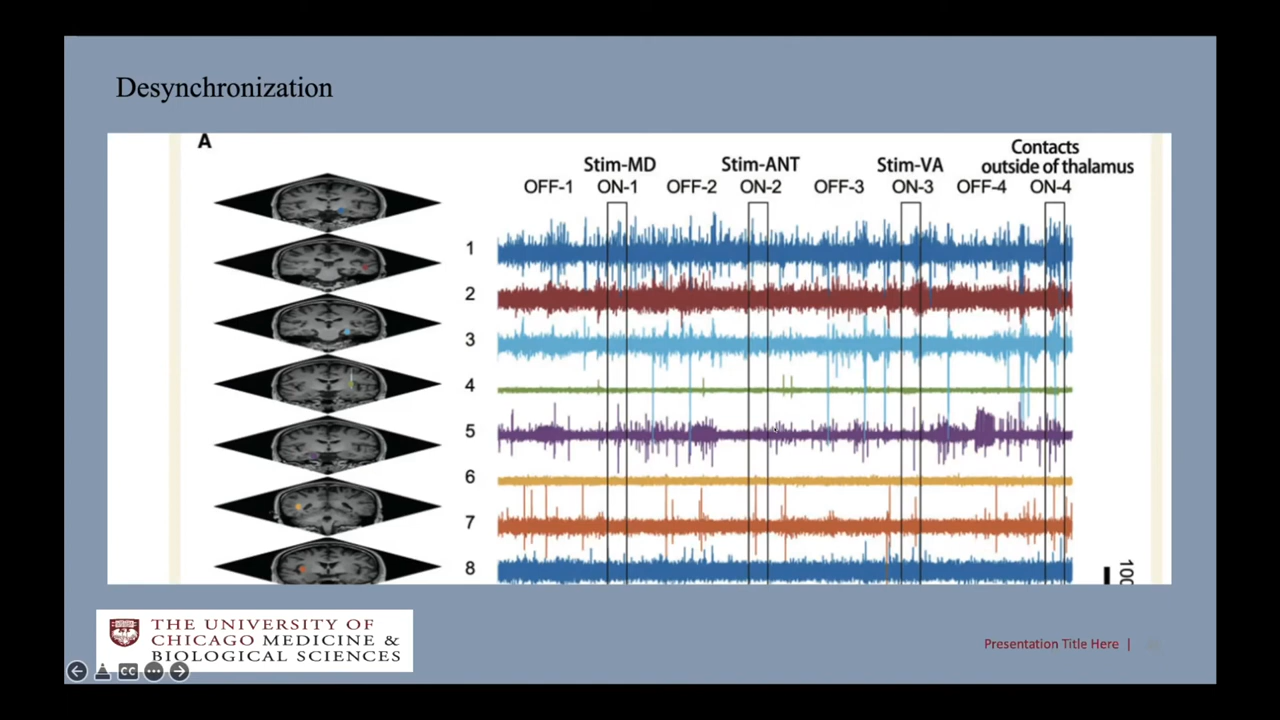 Desynchronization
A
Stim-MD
Stim-ANT
Stim-VA
Contacts
outside of thalamus
OFF-1
ON-1
OFF-2
ON-2
OFF-3
ON-3
OFF-4
ON-4
1
2
3
4
5
6
7
8
100
THE UNIVERSITY OF
CHICAGO MEDICINE &
BIOLOGICAL SCIENCES
Presentation Title Here |
CC